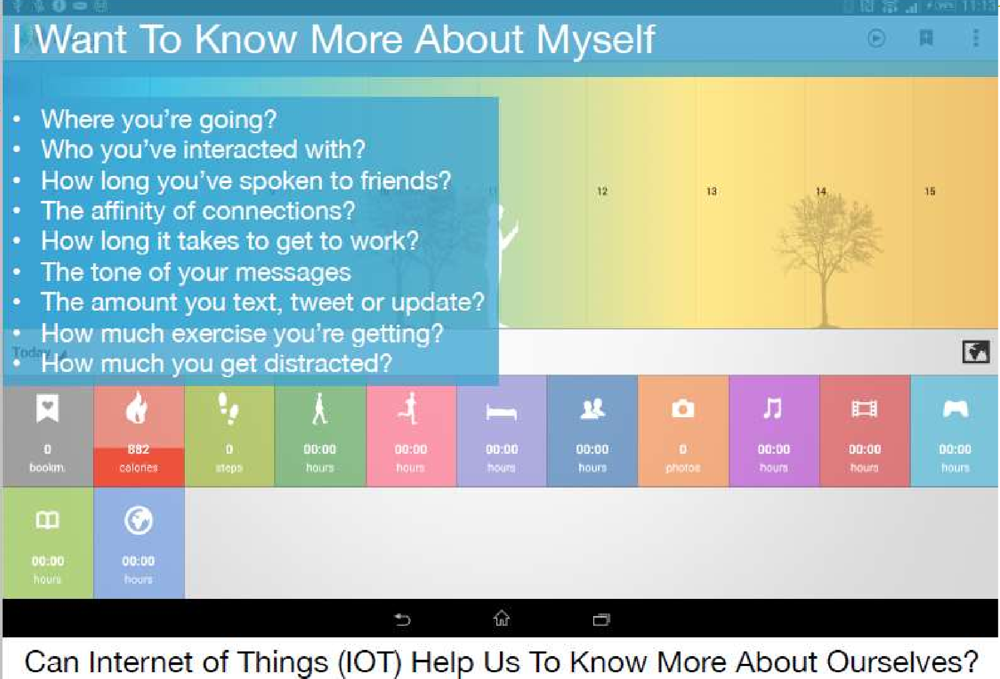 11:13
I Want To Know More About Myself
• Where you're going?
• Who you've interacted with?
• How long you've spoken to friends?
• The affinity of connections?
• How long it takes to get to work?
• The tone of your messages
• The amount you text, tweet or update?
• How much exercise you're getting?
• How much you get distracted?
11 12 13 14 15
Today
0 882 0 00:00 00:00 00:00 00:00 0 00:00 00:00 00:00
bookm. calories steps hours hours hours hours photos hours hours hours
00:00 00:00
hours hours
Can Internet of Things (IOT) Help Us To Know More About Ourselves?